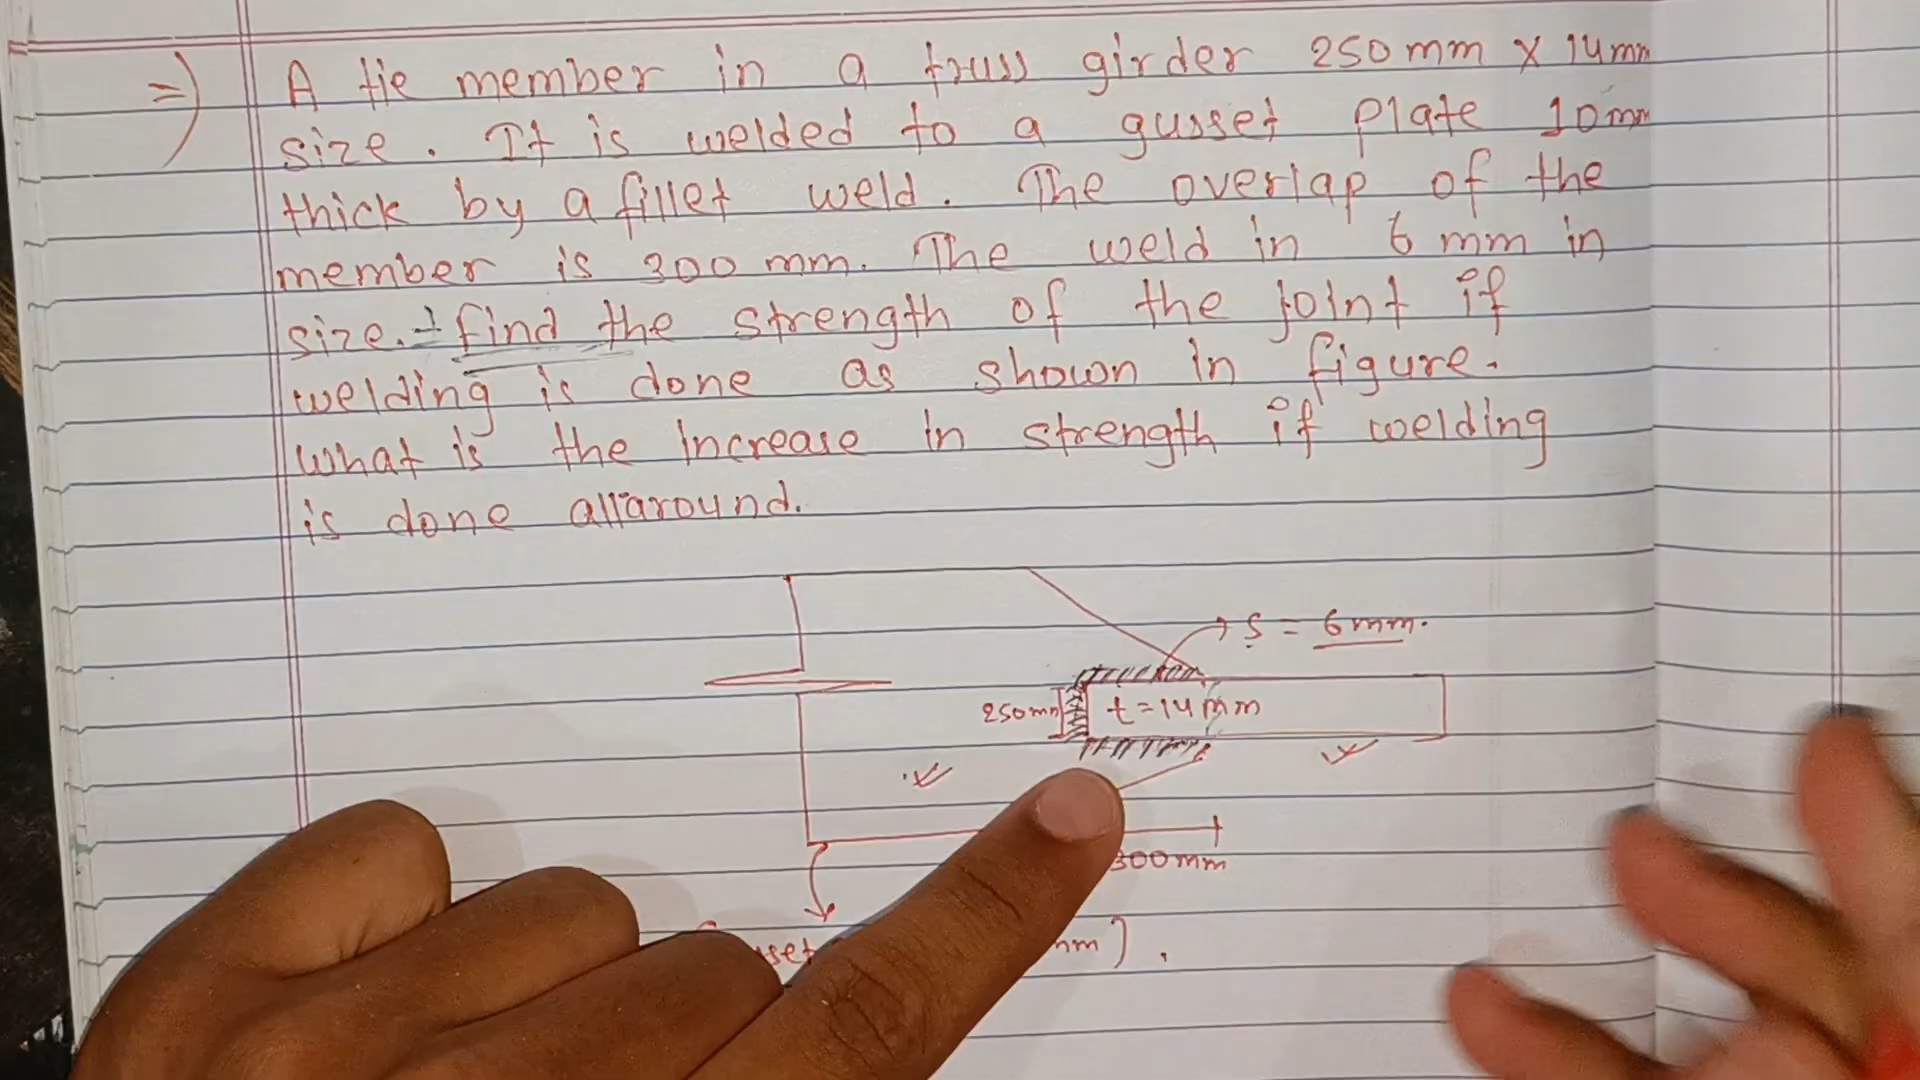 =) A tie member in a truss girder 250 mm X 14mm
size. It is welded to a gusset plate 10mm
thick by a fillet weld. The overlap of the
member is 300 mm. The weld in 6 mm in
size. find the strength of the joint if
welding is done as shown in figure.
what is the increase in strength if welding
is done allaround.
S = 6mm.
250mm t=14mm
300mm